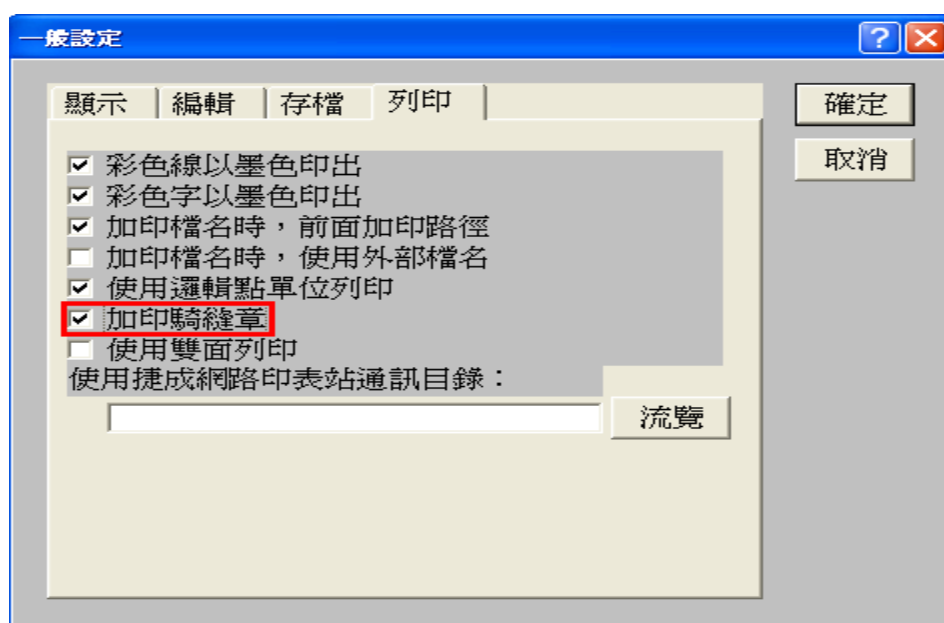 一般設定
顯示 編輯 存檔 列印
確定
取消
彩色線以墨色印出
彩色字以墨色印出
加印檔名時，前面加印路徑
加印檔名時，使用外部檔名
使用邏輯點單位列印
加印騎縫章
使用雙面列印
使用捷成網路印表站通訊目錄：
流覽